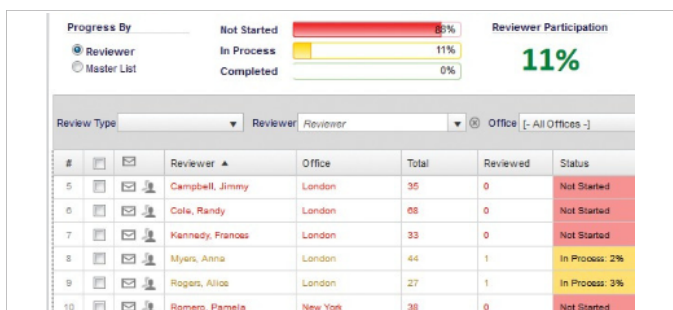 Progress By
Reviewer
Master List
Not Started 88%
In Process 11%
Completed 0%
Reviewer Participation
11%
Review Type Reviewer Reviewer Office [- All Offices -]
# Reviewer ▲ Office Total Reviewed Status
5 Campbell, Jimmy London 35 0 Not Started
6 Cole, Randy London 68 0 Not Started
7 Kennedy, Frances London 33 0 Not Started
8 Myers, Anna London 44 1 In Process: 2%
9 Rogers, Alice London 27 1 In Process: 3%
10 Romero, Pamela New York 38 0 Not Started